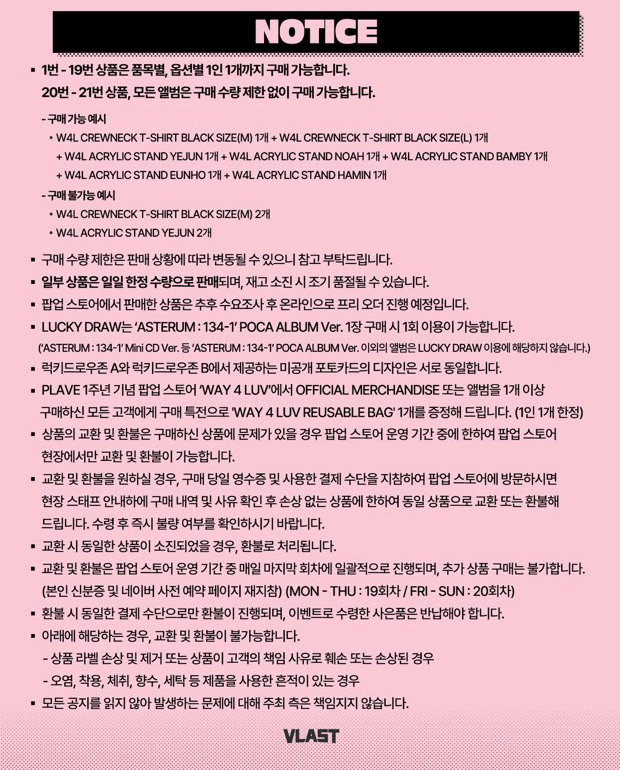 NOTICE
▪ 1번 - 19번 상품은 품목별, 옵션별 1인 1개까지 구매 가능합니다.
20번 - 21번 상품, 모든 앨범은 구매 수량 제한 없이 구매 가능합니다.
- 구매 가능 예시
• W4L CREWNECK T-SHIRT BLACK SIZE(M) 1개 + W4L CREWNECK T-SHIRT BLACK SIZE(L) 1개
+ W4L ACRYLIC STAND YEJUN 1개 + W4L ACRYLIC STAND NOAH 1개 + W4L ACRYLIC STAND BAMBY 1개
+ W4L ACRYLIC STAND EUNHO 1개 + W4L ACRYLIC STAND HAMIN 1개
- 구매 불가능 예시
• W4L CREWNECK T-SHIRT BLACK SIZE(M) 2개
• W4L ACRYLIC STAND YEJUN 2개
▪ 구매 수량 제한은 판매 상황에 따라 변동될 수 있으니 참고 부탁드립니다.
▪ 일부 상품은 일일 한정 수량으로 판매되며, 재고 소진 시 조기 품절될 수 있습니다.
▪ 팝업 스토어에서 판매한 상품은 추후 수요조사 후 온라인으로 프리 오더 진행 예정입니다.
▪ LUCKY DRAW는 ‘ASTERUM : 134-1’ POCA ALBUM Ver. 1장 구매 시 1회 이용이 가능합니다.
(‘ASTERUM : 134-1’ Mini CD Ver. 등 ‘ASTERUM : 134-1’ POCA ALBUM Ver. 이외의 앨범은 LUCKY DRAW 이용에 해당하지 않습니다.)
▪ 럭키드로우존 A와 럭키드로우존 B에서 제공하는 미공개 포토카드의 디자인은 서로 동일합니다.
▪ PLAVE 1주년 기념 팝업 스토어 ‘WAY 4 LUV’에서 OFFICIAL MERCHANDISE 또는 앨범을 1개 이상
구매하신 모든 고객에게 구매 특전으로 'WAY 4 LUV REUSABLE BAG' 1개를 증정해 드립니다. (1인 1개 한정)
▪ 상품의 교환 및 환불은 구매하신 상품에 문제가 있을 경우 팝업 스토어 운영 기간 중에 한하여 팝업 스토어
현장에서만 교환 및 환불이 가능합니다.
▪ 교환 및 환불을 원하실 경우, 구매 당일 영수증 및 사용한 결제 수단을 지참하여 팝업 스토어에 방문하시면
현장 스태프 안내하에 구매 내역 및 사유 확인 후 손상 없는 상품에 한하여 동일 상품으로 교환 또는 환불해
드립니다. 수령 후 즉시 불량 여부를 확인하시기 바랍니다.
▪ 교환 시 동일한 상품이 소진되었을 경우, 환불로 처리됩니다.
▪ 교환 및 환불은 팝업 스토어 운영 기간 중 매일 마지막 회차에 일괄적으로 진행되며, 추가 상품 구매는 불가합니다.
(본인 신분증 및 네이버 사전 예약 페이지 재지참) (MON - THU : 19회차 / FRI - SUN : 20회차)
▪ 환불 시 동일한 결제 수단으로만 환불이 진행되며, 이벤트로 수령한 사은품은 반납해야 합니다.
▪ 아래에 해당하는 경우, 교환 및 환불이 불가능합니다.
- 상품 라벨 손상 및 제거 또는 상품이 고객의 책임 사유로 훼손 또는 손상된 경우
- 오염, 착용, 체취, 향수, 세탁 등 제품을 사용한 흔적이 있는 경우
▪ 모든 공지를 읽지 않아 발생하는 문제에 대해 주최 측은 책임지지 않습니다.
VLAST